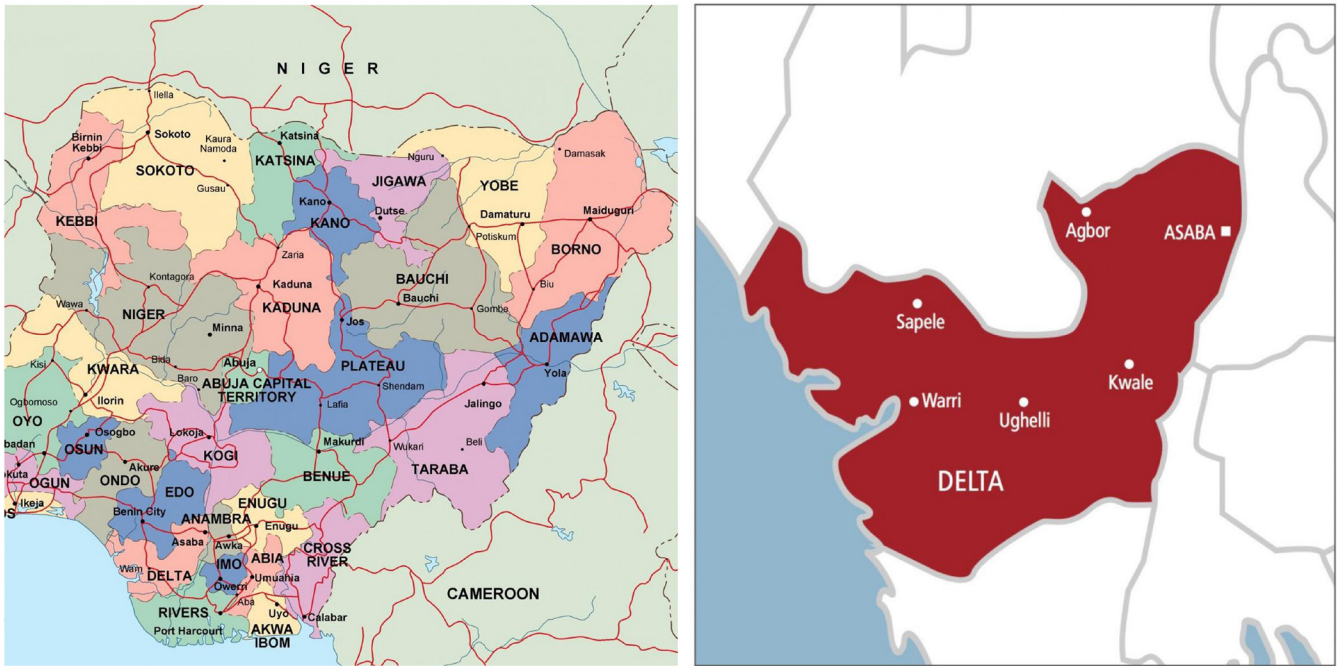 NIGER
Ilella
Birnin
Kebbi
Sokoto
Kaura
Namoda
Katsina
Nguru
Damasak
SOKOTO
KATSINA
JIGAWA
YOBE
Gusau
Kano
Dutse
Damaturu
Maiduguri
KEBBI
KANO
Potiskum
BORNO
Zaria
Kontagora
Kaduna
BAUCHI
Biu
Wawa
NIGER
KADUNA
Bauchi
Gombe
Minna
Jos
ADAMAWA
Kisi
KWARA
Bida
Abuja
PLATEAU
Yola
Baro
ABUJA CAPITAL
TERRITORY
Shendam
Ogbomoso
Ilorin
Lafia
Jalingo
OYO
Osogbo
Lokoja
Makurdi
Wukari
Beli
badan
OSUN
KOGI
TARABA
Akure
BENUE
okuta
OGUN
ONDO
EDO
ENUGU
Ikeja
OS
Benin City
ANAMBRA
Enugu
Asaba
Awka
CROSS
RIVER
IMO
ABIA
Warri
DELTA
Umuahia
Owerri
CAMEROON
Aba
RIVERS
Uyo
Calabar
Port Harcourt
AKWA
IBOM
Agbor
ASABA
Sapele
Kwale
Warri
Ughelli
DELTA